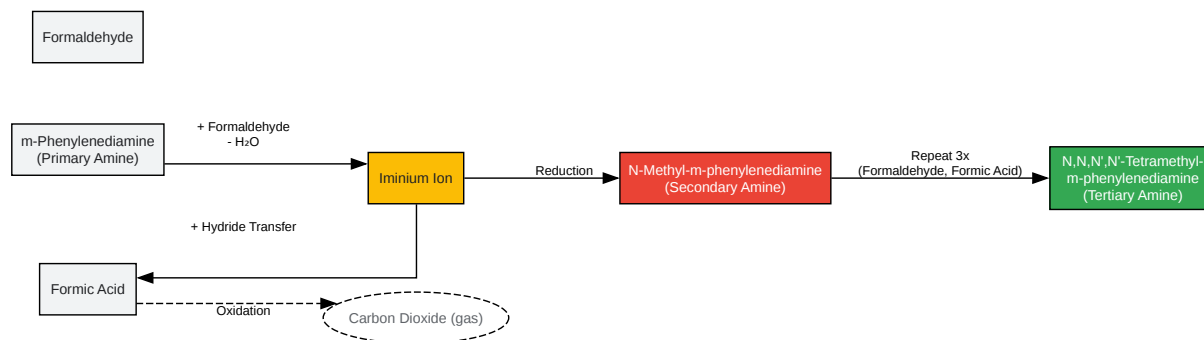 Formaldehyde
m-Phenylenediamine
(Primary Amine)
+ Formaldehyde
- H₂O
Iminium Ion
Reduction
N-Methyl-m-phenylenediamine
(Secondary Amine)
Repeat 3x
(Formaldehyde, Formic Acid)
N,N,N',N'-Tetramethyl-
m-phenylenediamine
(Tertiary Amine)
+ Hydride Transfer
Formic Acid
Oxidation
Carbon Dioxide (gas)